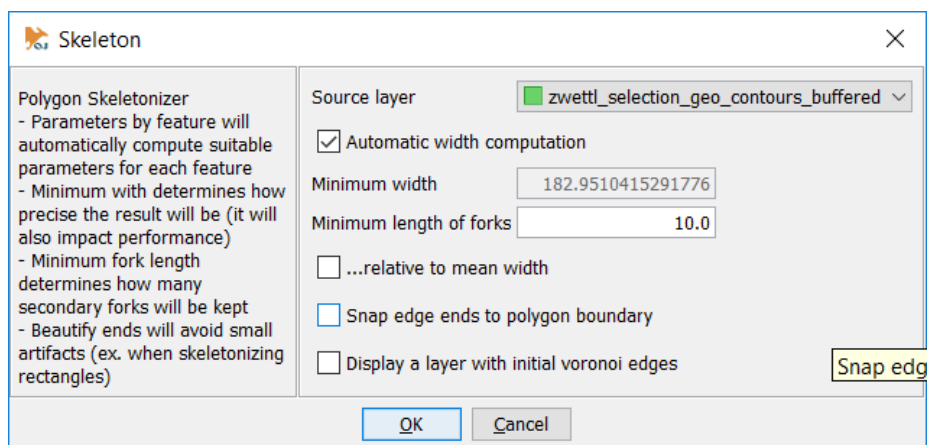 Skeleton
Polygon Skeletonizer
- Parameters by feature will
automatically compute suitable
parameters for each feature
- Minimum with determines how
precise the result will be (it will
also impact performance)
- Minimum fork length
determines how many
secondary forks will be kept
- Beautify ends will avoid small
artifacts (ex. when skeletonizing
rectangles)
Source layer zwettl_selection_geo_contours_buffered
Automatic width computation
Minimum width 182.9510415291776
Minimum length of forks 10.0
...relative to mean width
Snap edge ends to polygon boundary
Display a layer with initial voronoi edges
Snap edg
OK Cancel